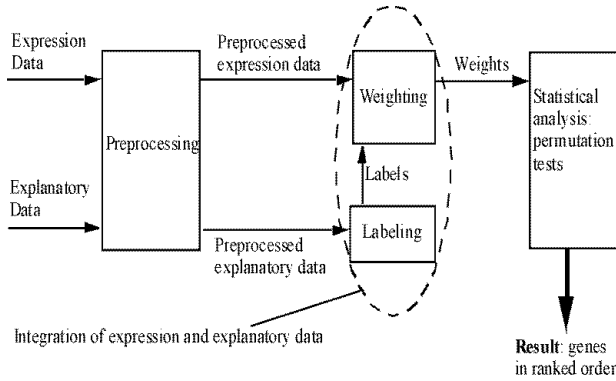 Expression
Data
Preprocessed
expression data
Weights
Weighting
Statistical
analysis:
permutation
tests
Preprocessing
Explanatory
Data
Labels
Labeling
Preprocessed
explanatory data
Integration of expression and explanatory data
Result: genes
in ranked order